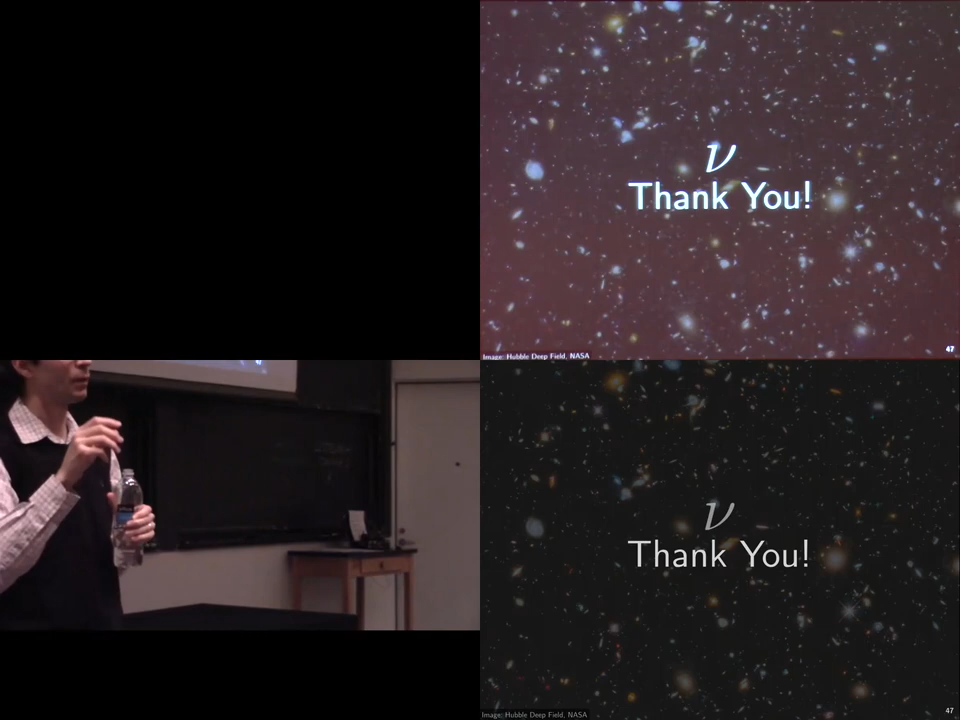 ν
Thank You!
Image: Hubble Deep Field, NASA
47
ν
Thank You!
Image: Hubble Deep Field, NASA
47